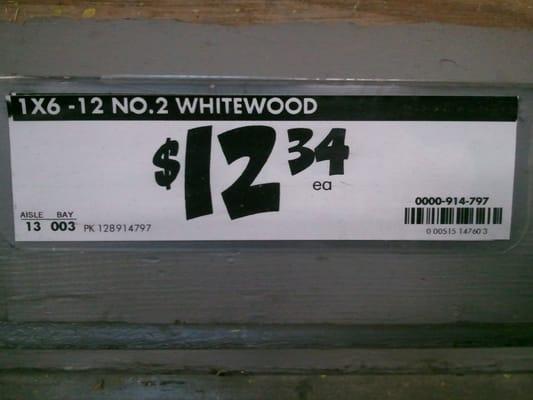 1X6 -12 NO.2 WHITEWOOD
$12 34
ea
0000-914-797
AISLE BAY
13 003 PK 128914797
0 00515 14760 3